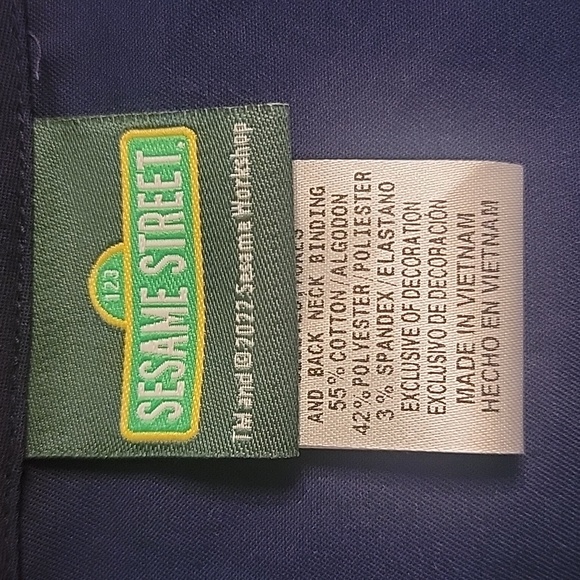 123
SESAME STREET.
TM and © 2022 Sesame Workshop
AND BACK NECK BINDING
55% COTTON/ALGODON
42% POLYESTER POLIESTER
3 % SPANDEX/ELASTANO
EXCLUSIVE OF DECORATION
EXCLUSIVO DE DECORACIÓN
MADE IN VIETNAM
HECHO EN VIETNAM